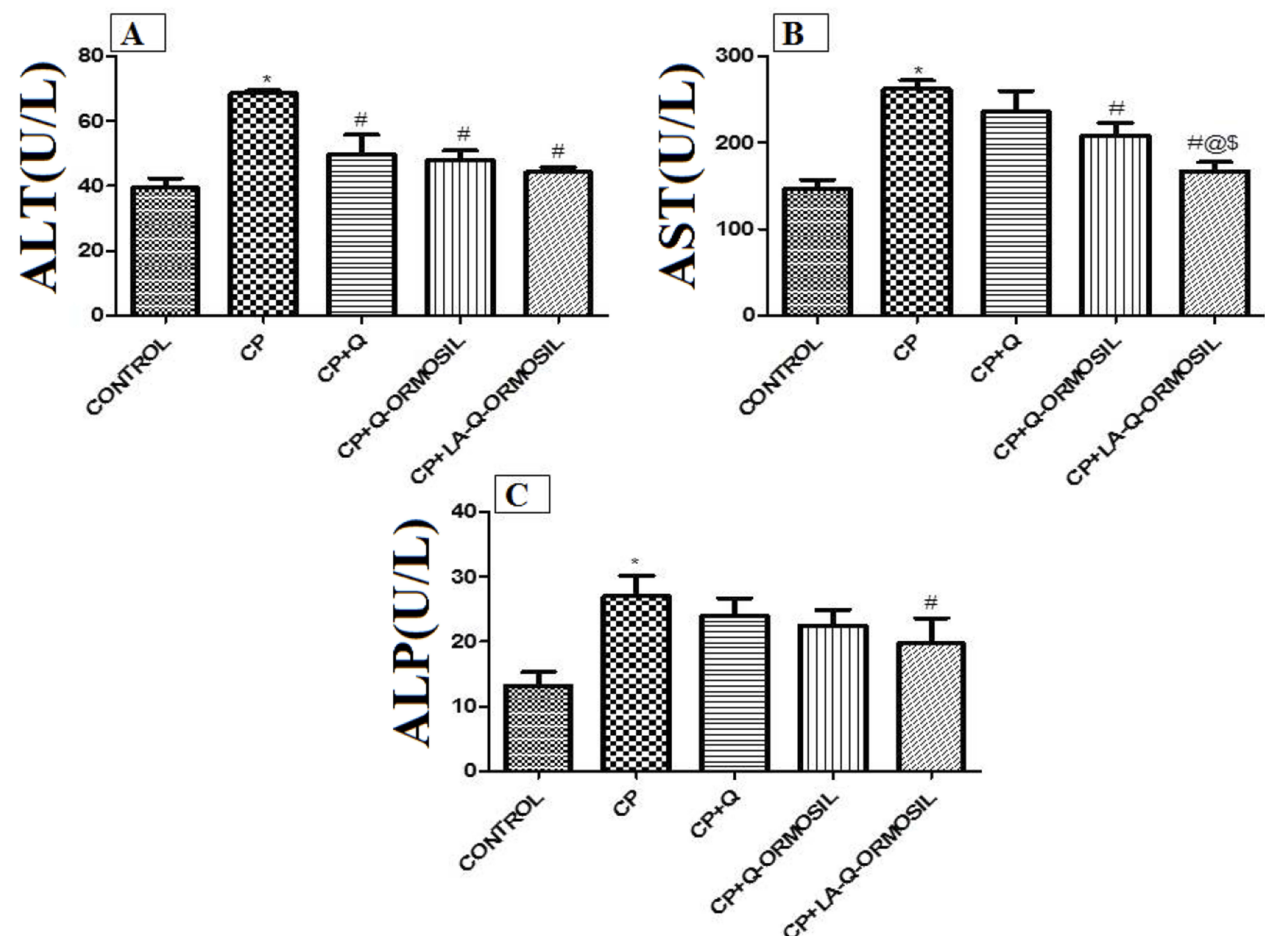 A
ALT(U/L)
80
60
40
20
0
*
#
#
#
CONTROL
CP
CP+Q
CP+Q-ORMOSIL
CP+LA-Q-ORMOSIL
B
AST(U/L)
300
200
100
0
*
#
#@$
CONTROL
CP
CP+Q
CP+Q-ORMOSIL
CP+LA-Q-ORMOSIL
C
ALP(U/L)
40
30
20
10
0
*
#
CONTROL
CP
CP+Q
CP+Q-ORMOSIL
CP+LA-Q-ORMOSIL